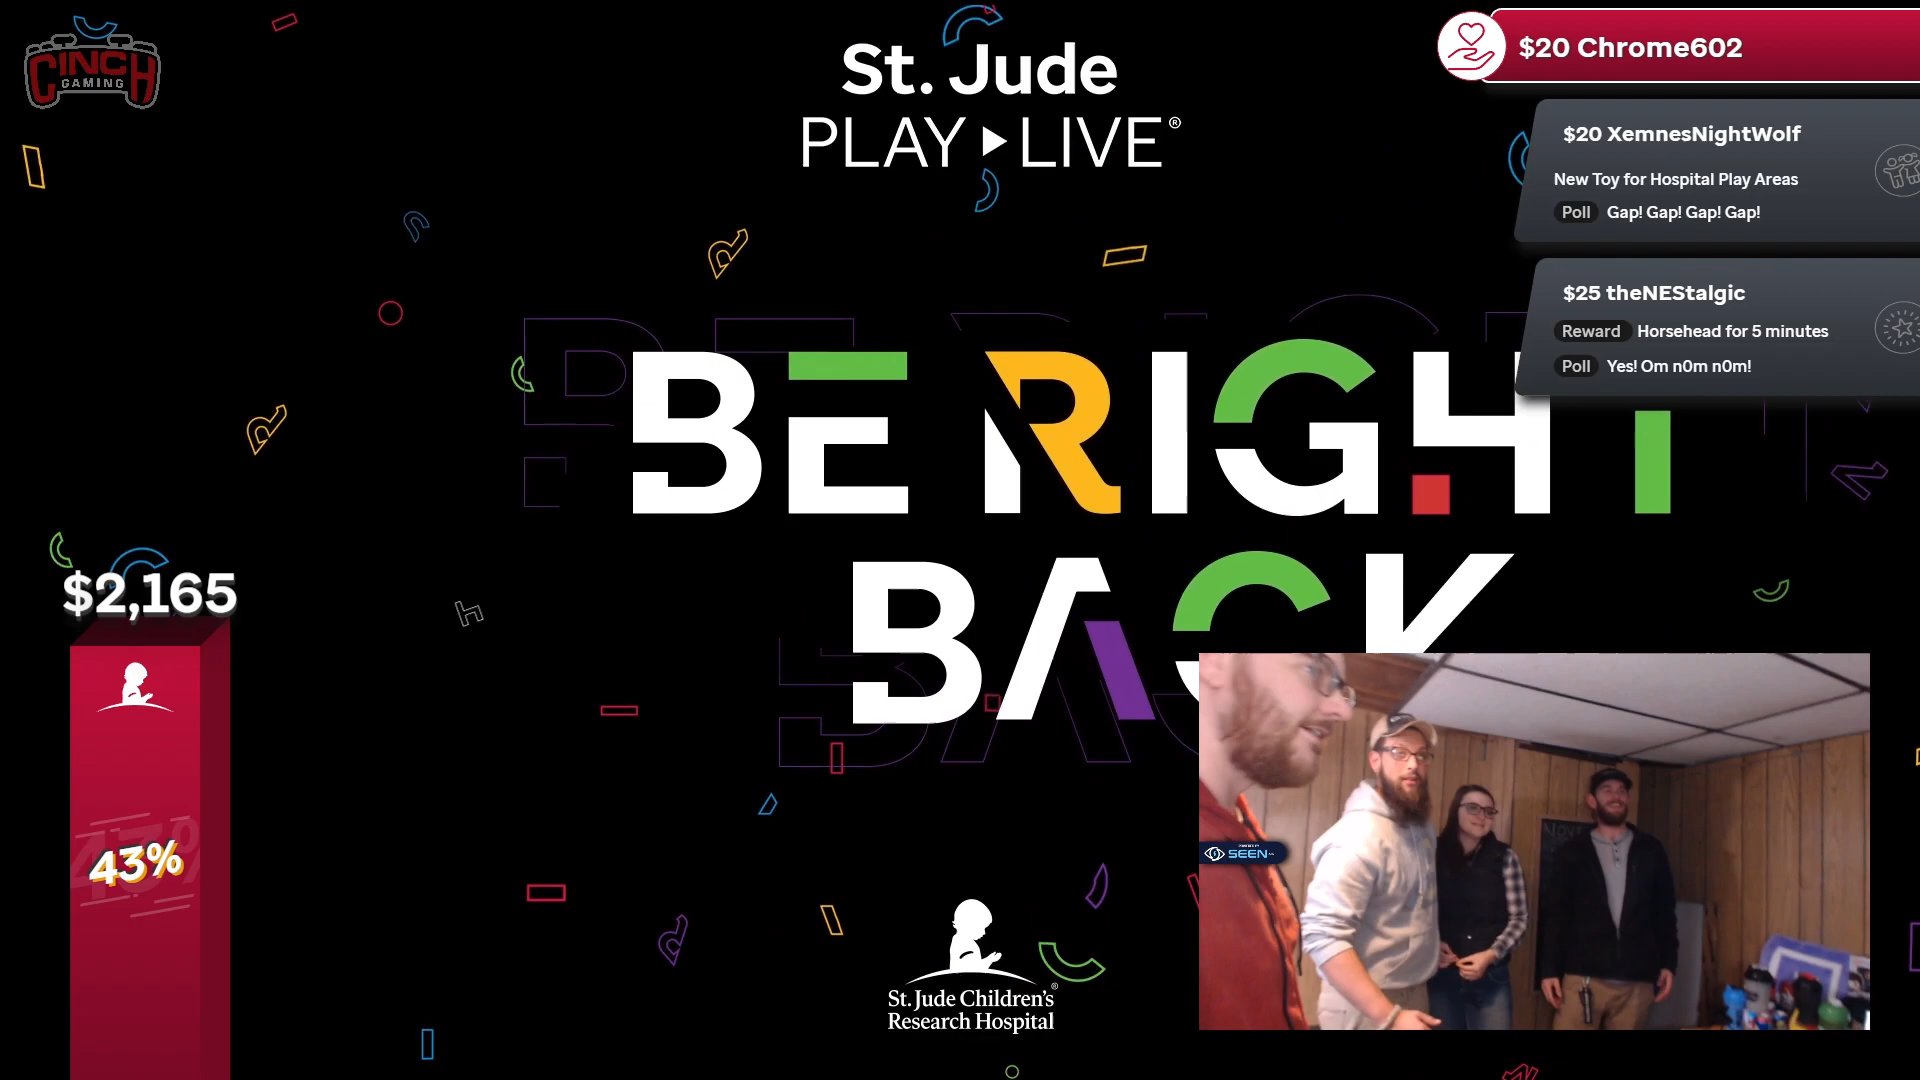 CINCH
GAMING
St. Jude
PLAY LIVE®
$20 Chrome602
$20 XemnesNightWolf
New Toy for Hospital Play Areas
Poll Gap! Gap! Gap! Gap!
$25 theNEStalgic
Reward Horsehead for 5 minutes
Poll Yes! Om n0m n0m!
BE RIGHT
BACK
$2,165
43%
POWERED BY
SEEN
St. Jude Children's®
Research Hospital